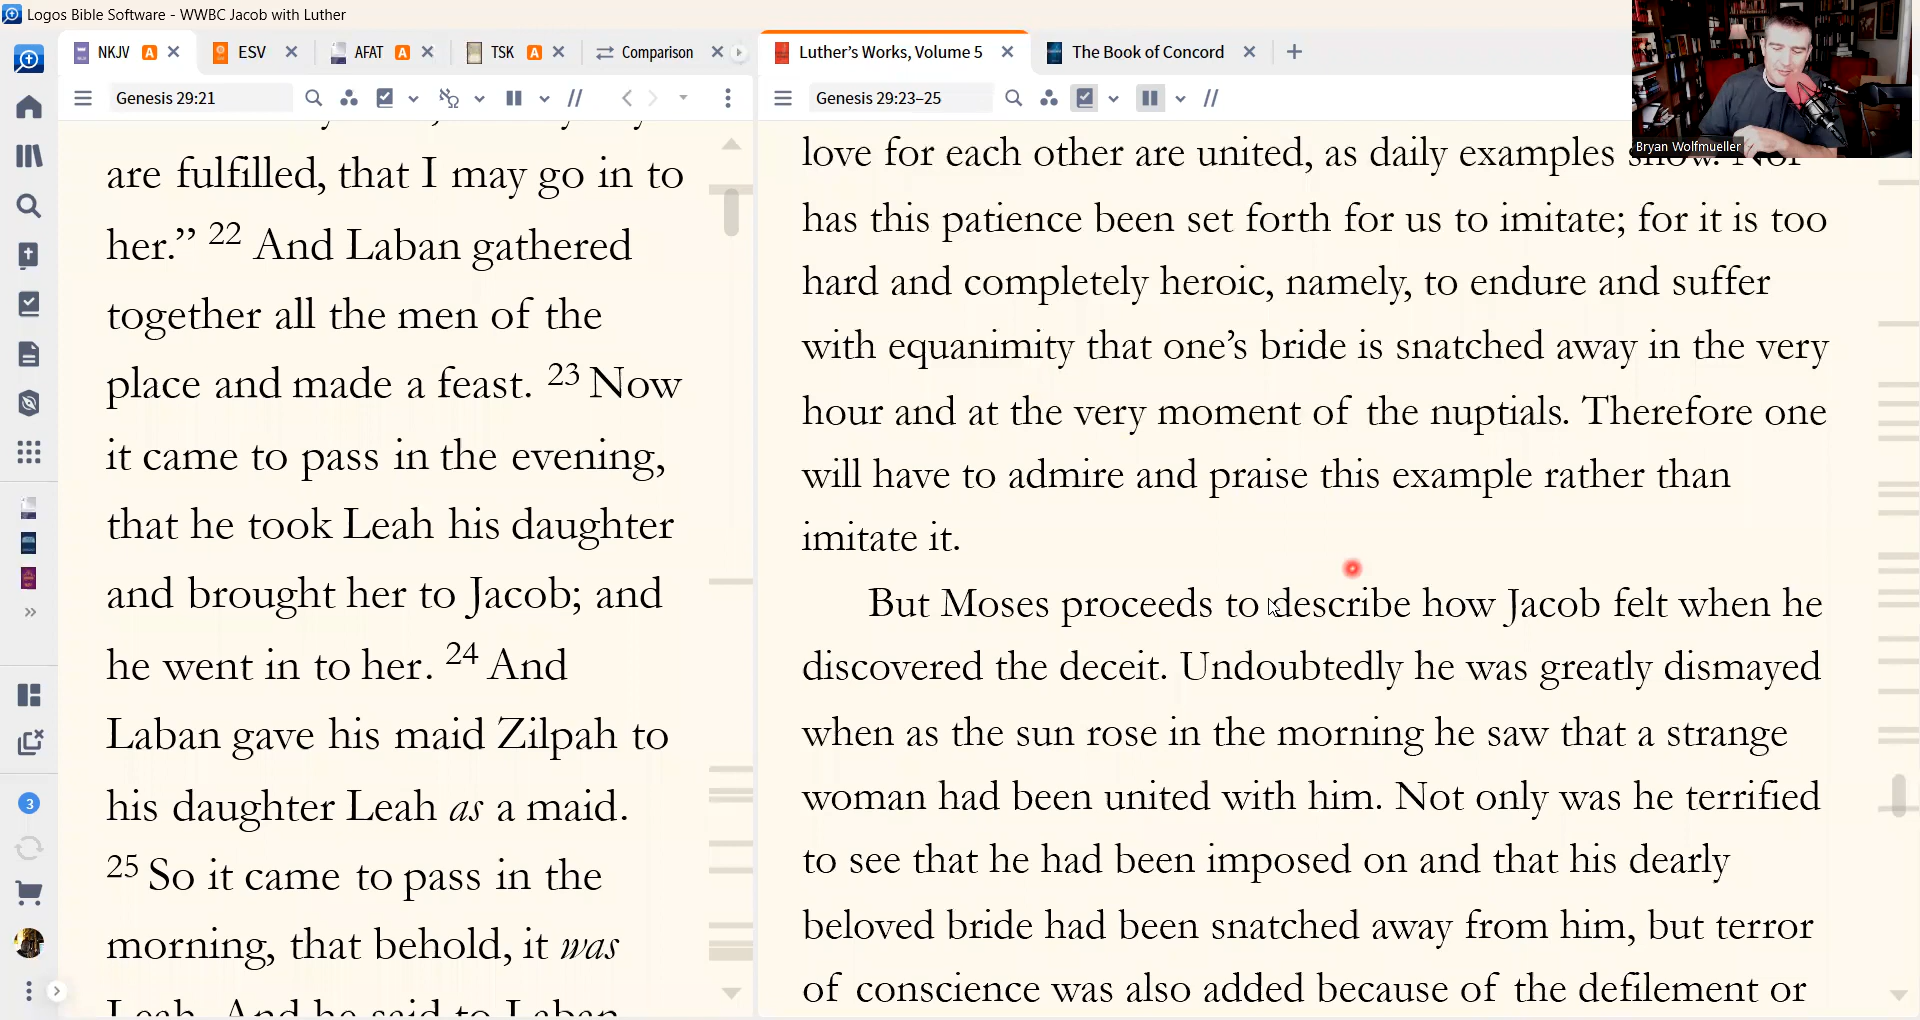 Logos Bible Software - WWBC Jacob with Luther
NKJV A
ESV
AFAT A
TSK A
Comparison
Genesis 29:21
are fulfilled, that I may go in to
her.” 22 And Laban gathered
together all the men of the
place and made a feast. 23 Now
it came to pass in the evening,
that he took Leah his daughter
and brought her to Jacob; and
he went in to her. 24 And
Laban gave his maid Zilpah to
his daughter Leah as a maid.
25 So it came to pass in the
morning, that behold, it was
Leah. And he said to Laban,
3
Luther’s Works, Volume 5
The Book of Concord
Genesis 29:23–25
love for each other are united, as daily examples show. Nor
has this patience been set forth for us to imitate; for it is too
hard and completely heroic, namely, to endure and suffer
with equanimity that one’s bride is snatched away in the very
hour and at the very moment of the nuptials. Therefore one
will have to admire and praise this example rather than
imitate it.
But Moses proceeds to describe how Jacob felt when he
discovered the deceit. Undoubtedly he was greatly dismayed
when as the sun rose in the morning he saw that a strange
woman had been united with him. Not only was he terrified
to see that he had been imposed on and that his dearly
beloved bride had been snatched away from him, but terror
of conscience was also added because of the defilement or
Bryan Wolfmueller